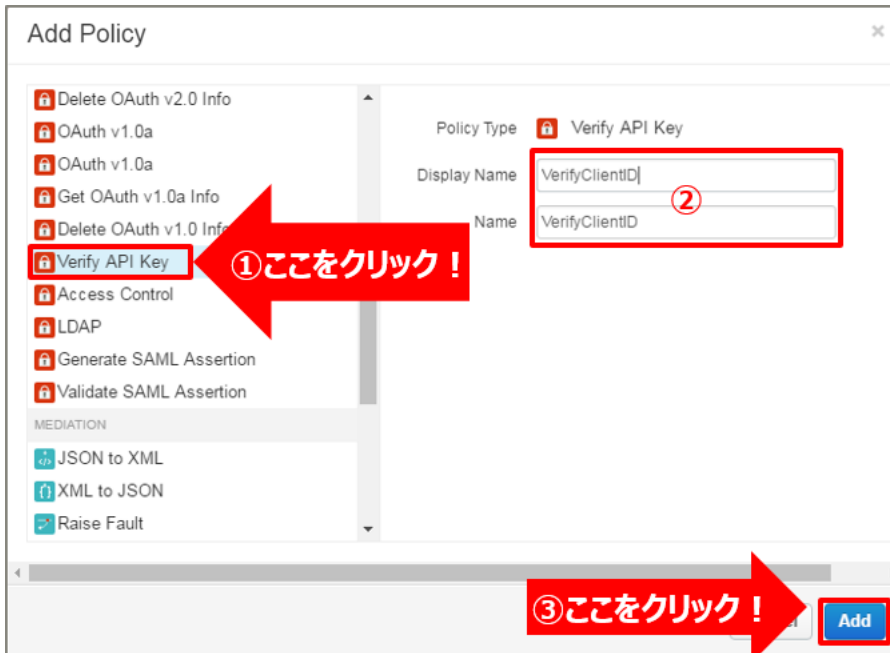 Add Policy
×
Delete OAuth v2.0 Info
OAuth v1.0a
OAuth v1.0a
Get OAuth v1.0a Info
Delete OAuth v1.0 Info
Verify API Key
Access Control
LDAP
Generate SAML Assertion
Validate SAML Assertion
MEDIATION
JSON to XML
XML to JSON
Raise Fault
Policy Type Verify API Key
Display Name VerifyClientID
Name VerifyClientID
②
①ここをクリック！
③ここをクリック！
Add